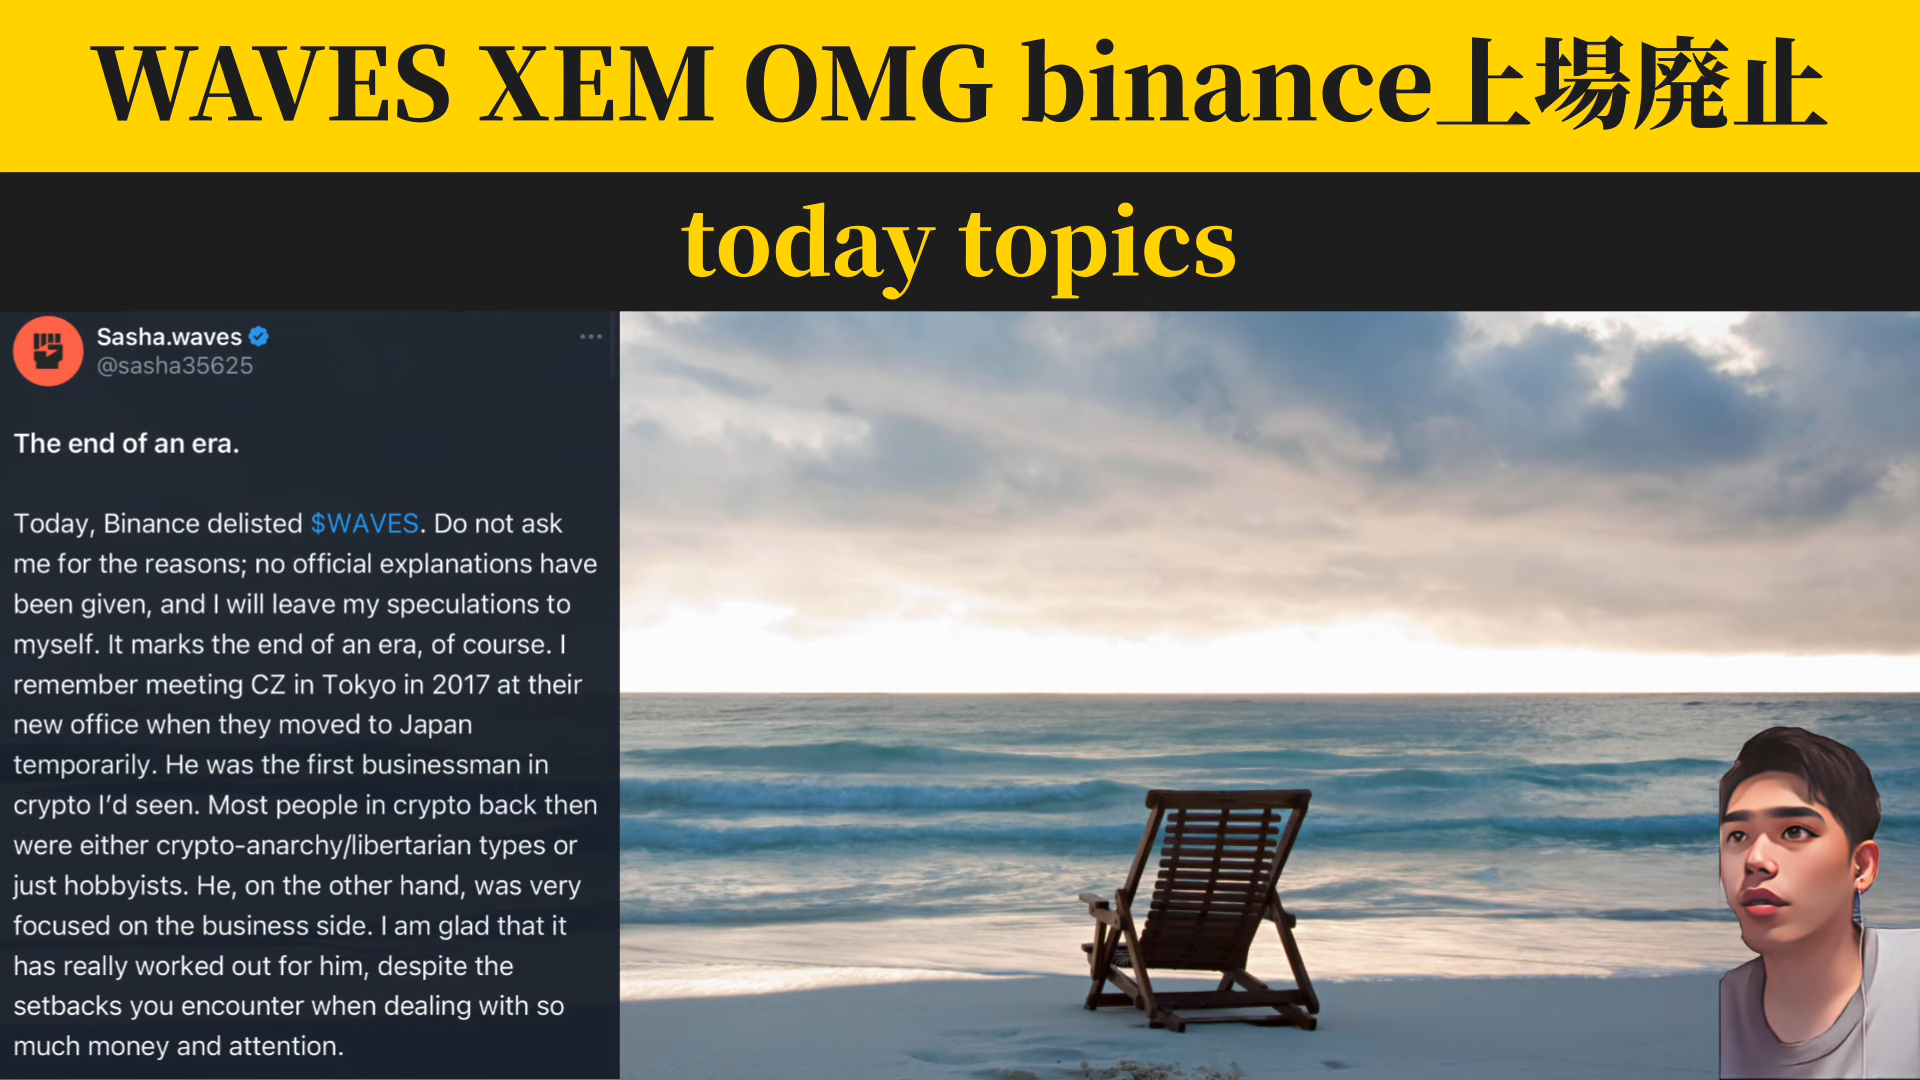 WAVES XEM OMG binance上場廃止
today topics
Sasha.waves
@sasha35625
The end of an era.
Today, Binance delisted $WAVES. Do not ask
me for the reasons; no official explanations have
been given, and I will leave my speculations to
myself. It marks the end of an era, of course. I
remember meeting CZ in Tokyo in 2017 at their
new office when they moved to Japan
temporarily. He was the first businessman in
crypto I’d seen. Most people in crypto back then
were either crypto-anarchy/libertarian types or
just hobbyists. He, on the other hand, was very
focused on the business side. I am glad that it
has really worked out for him, despite the
setbacks you encounter when dealing with so
much money and attention.